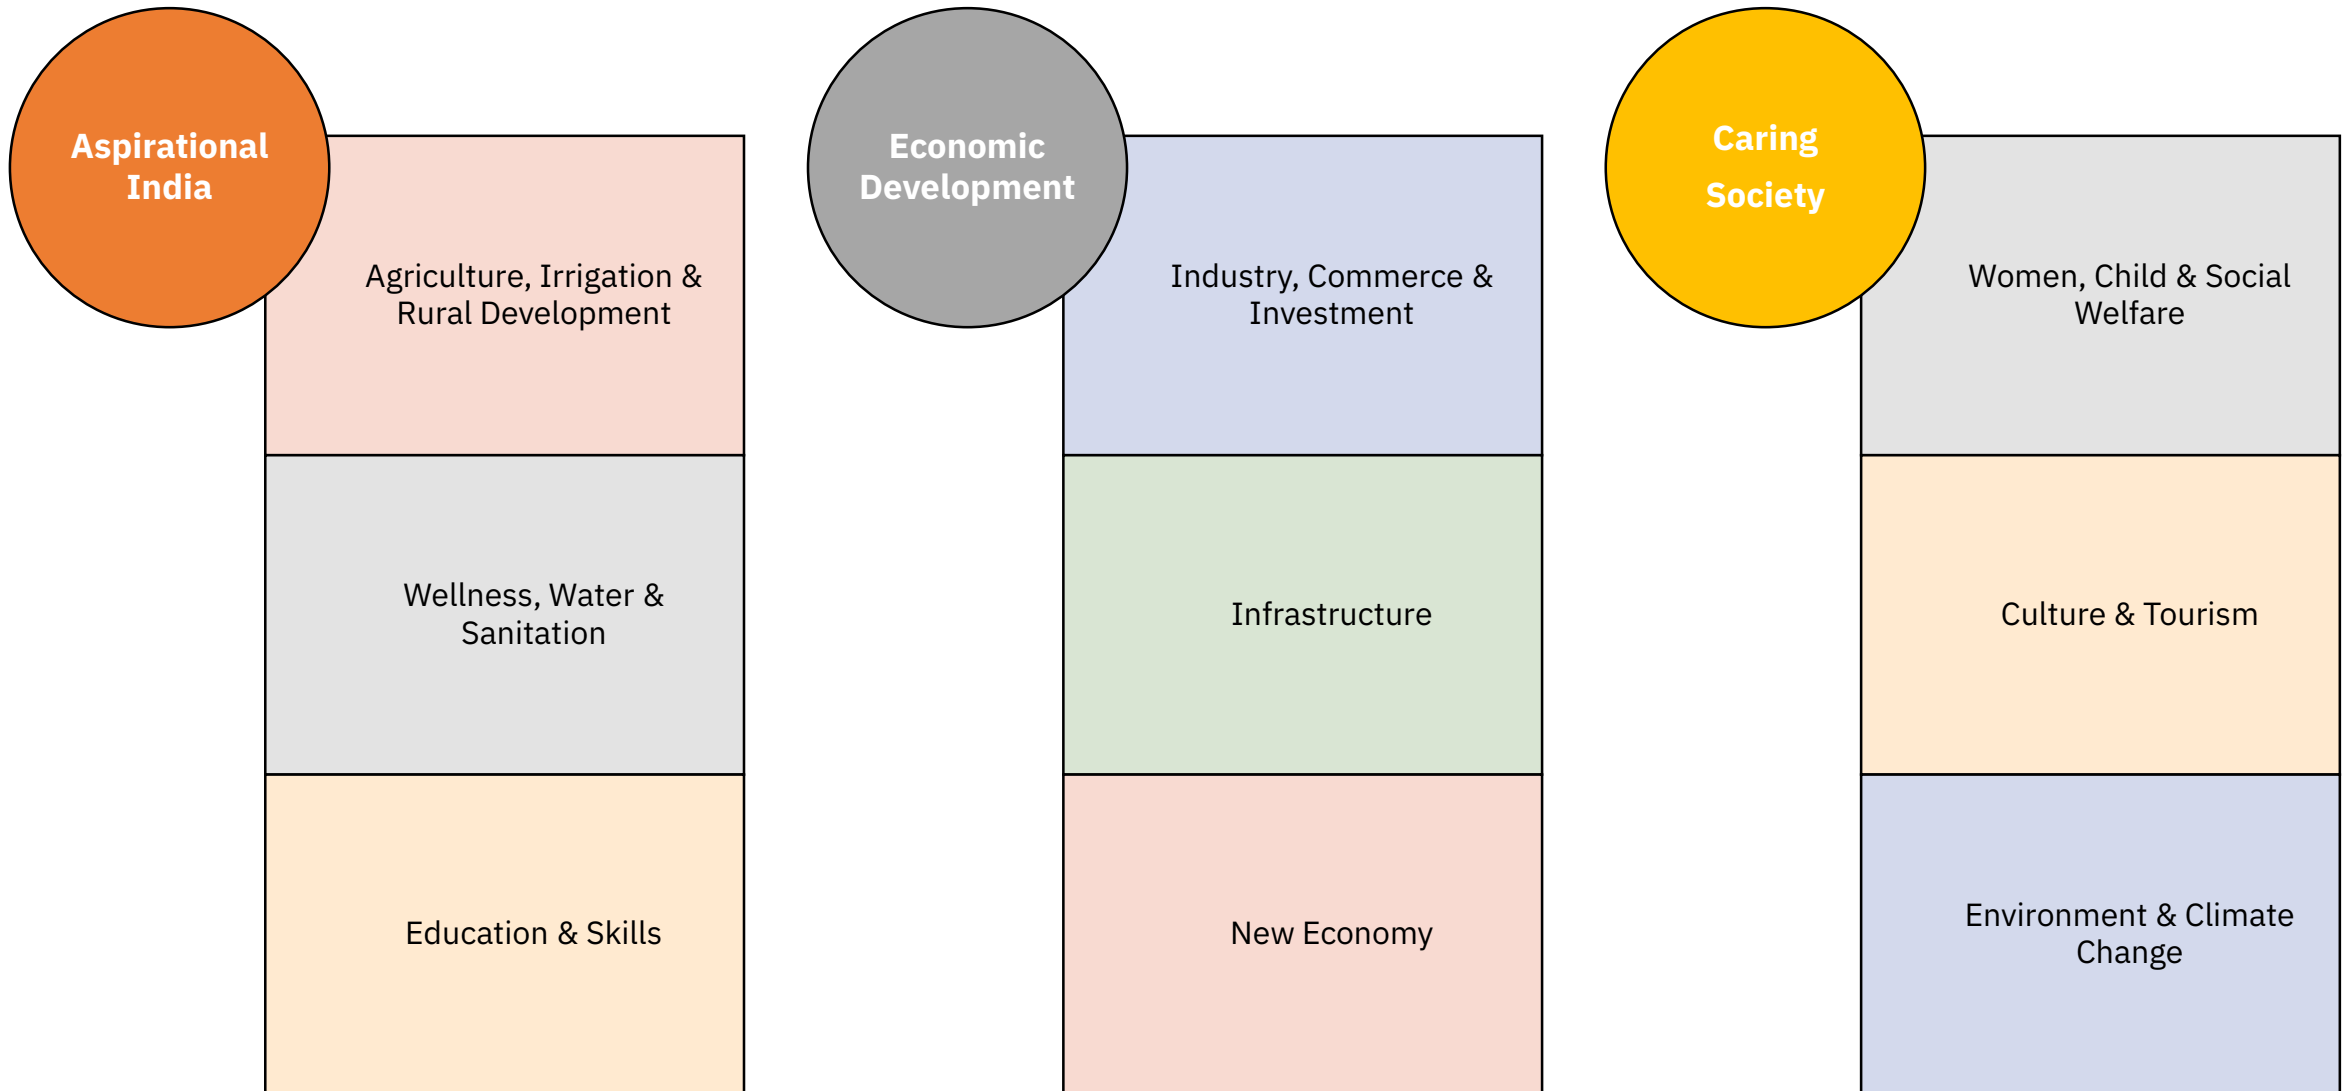 Aspirational
India
Agriculture, Irrigation &
Rural Development
Wellness, Water &
Sanitation
Education & Skills
Economic
Development
Industry, Commerce &
Investment
Infrastructure
New Economy
Caring
Society
Women, Child & Social
Welfare
Culture & Tourism
Environment & Climate
Change